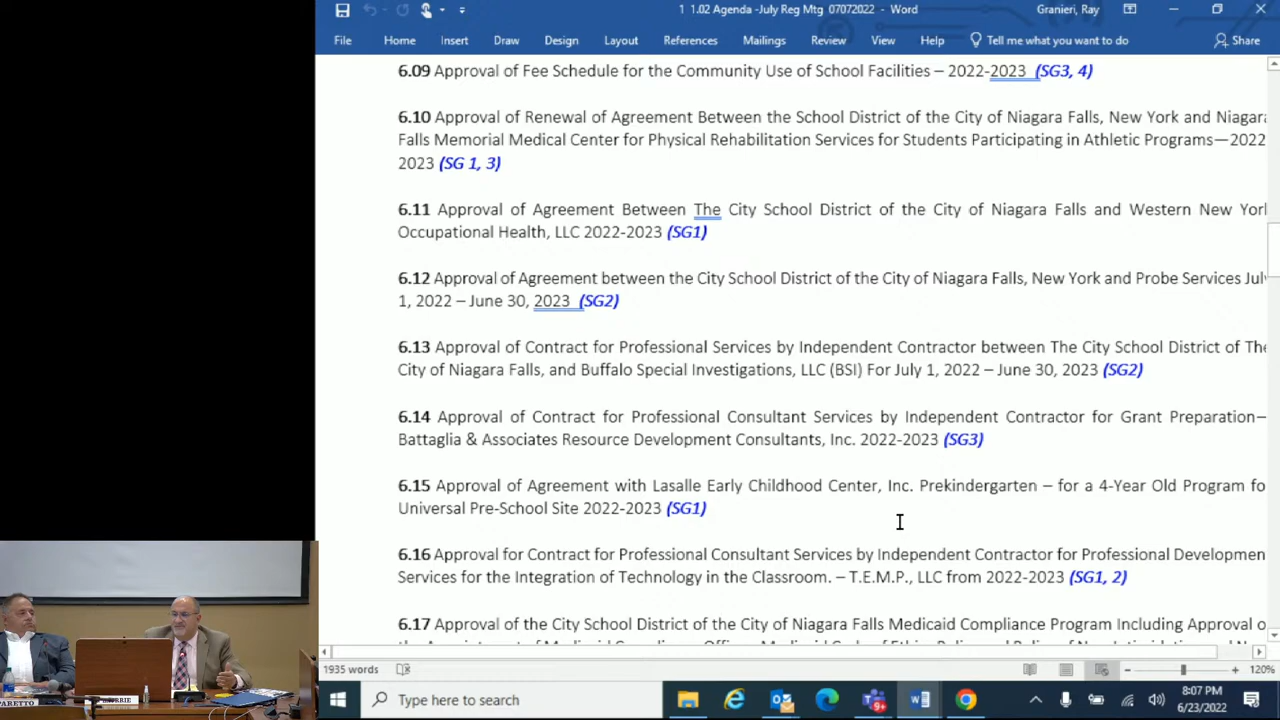 1 1.02 Agenda -July Reg Mtg 07072022 - Word
Granieri, Ray
File Home Insert Draw Design Layout References Mailings Review View Help Tell me what you want to do Share
6.09 Approval of Fee Schedule for the Community Use of School Facilities – 2022-2023 (SG3, 4)
6.10 Approval of Renewal of Agreement Between the School District of the City of Niagara Falls, New York and Niagara
Falls Memorial Medical Center for Physical Rehabilitation Services for Students Participating in Athletic Programs—2022
2023 (SG 1, 3)
6.11 Approval of Agreement Between The City School District of the City of Niagara Falls and Western New York
Occupational Health, LLC 2022-2023 (SG1)
6.12 Approval of Agreement between the City School District of the City of Niagara Falls, New York and Probe Services July
1, 2022 – June 30, 2023 (SG2)
6.13 Approval of Contract for Professional Services by Independent Contractor between The City School District of The
City of Niagara Falls, and Buffalo Special Investigations, LLC (BSI) For July 1, 2022 – June 30, 2023 (SG2)
6.14 Approval of Contract for Professional Consultant Services by Independent Contractor for Grant Preparation–
Battaglia & Associates Resource Development Consultants, Inc. 2022-2023 (SG3)
6.15 Approval of Agreement with Lasalle Early Childhood Center, Inc. Prekindergarten – for a 4-Year Old Program fo
Universal Pre-School Site 2022-2023 (SG1)
6.16 Approval for Contract for Professional Consultant Services by Independent Contractor for Professional Developmen
Services for the Integration of Technology in the Classroom. – T.E.M.P., LLC from 2022-2023 (SG1, 2)
6.17 Approval of the City School District of the City of Niagara Falls Medicaid Compliance Program Including Approval o
1935 words
120%
Type here to search
8:07 PM
6/23/2022
PARETTO